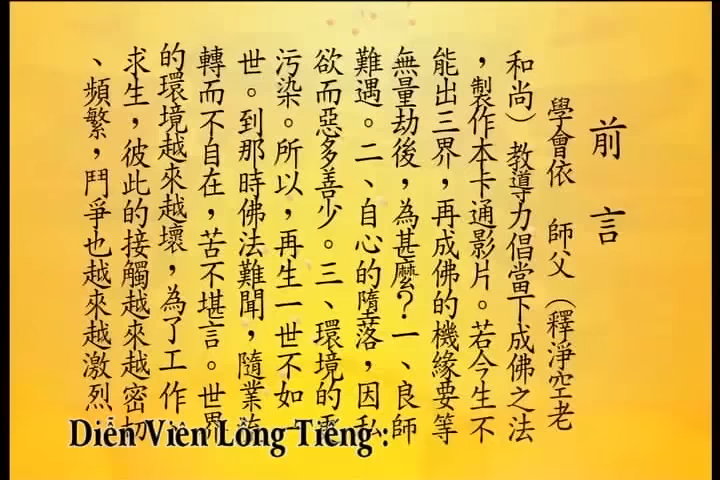 前言
學會依　師父（釋淨空老
和尚）教導力倡當下成佛之法
，製作本卡通影片。若今生不
能出三界，再成佛的機緣要等
無量劫後，為甚麼？一、良師
難遇。二、自心的墮落，因私
欲而惡多善少。三、環境的
污染。所以，再生一世不如一
世。到那時佛法難聞，隨業
轉而不自在，苦不堪言。世界
的環境越來越壞，為了工作、
求生，彼此的接觸越來越密切
、頻繁，鬥爭也越來越激烈
Diễn Viên Lồng Tiếng :